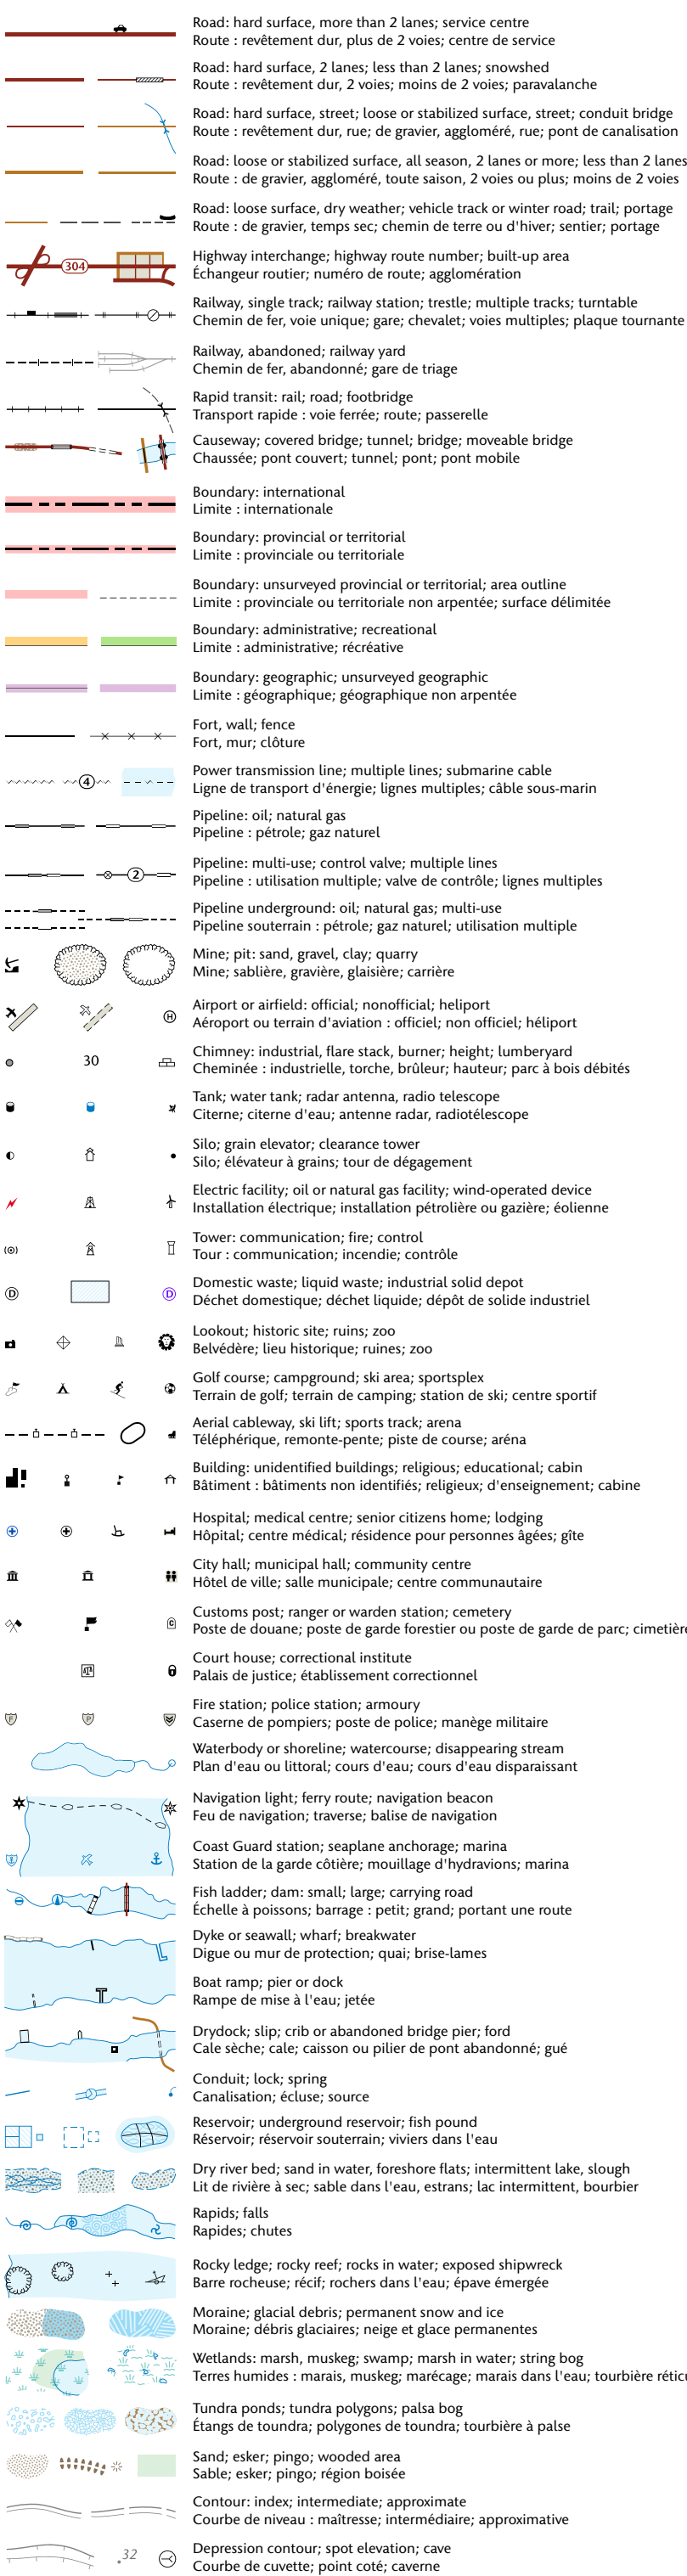 Road: hard surface, more than 2 lanes; service centre
Route : revêtement dur, plus de 2 voies; centre de service
Road: hard surface, 2 lanes; less than 2 lanes; snowshed
Route : revêtement dur, 2 voies; moins de 2 voies; paravalanche
Road: hard surface, street; loose or stabilized surface, street; conduit bridge
Route : revêtement dur, rue; de gravier, aggloméré, rue; pont de canalisation
Road: loose or stabilized surface, all season, 2 lanes or more; less than 2 lanes
Route : de gravier, aggloméré, toute saison, 2 voies ou plus; moins de 2 voies
Road: loose surface, dry weather; vehicle track or winter road; trail; portage
Route : de gravier, temps sec; chemin de terre ou d'hiver; sentier; portage
304
Highway interchange; highway route number; built-up area
Échangeur routier; numéro de route; agglomération
Railway, single track; railway station; trestle; multiple tracks; turntable
Chemin de fer, voie unique; gare; chevalet; voies multiples; plaque tournante
Railway, abandoned; railway yard
Chemin de fer, abandonné; gare de triage
Rapid transit: rail; road; footbridge
Transport rapide : voie ferrée; route; passerelle
Causeway; covered bridge; tunnel; bridge; moveable bridge
Chaussée; pont couvert; tunnel; pont; pont mobile
Boundary: international
Limite : internationale
Boundary: provincial or territorial
Limite : provinciale ou territoriale
Boundary: unsurveyed provincial or territorial; area outline
Limite : provinciale ou territoriale non arpentée; surface délimitée
Boundary: administrative; recreational
Limite : administrative; récréative
Boundary: geographic; unsurveyed geographic
Limite : géographique; géographique non arpentée
Fort, wall; fence
Fort, mur; clôture
4
Power transmission line; multiple lines; submarine cable
Ligne de transport d'énergie; lignes multiples; câble sous-marin
Pipeline: oil; natural gas
Pipeline : pétrole; gaz naturel
2
Pipeline: multi-use; control valve; multiple lines
Pipeline : utilisation multiple; valve de contrôle; lignes multiples
Pipeline underground: oil; natural gas; multi-use
Pipeline souterrain : pétrole; gaz naturel; utilisation multiple
Mine; pit: sand, gravel, clay; quarry
Mine; sablière, gravière, glaisière; carrière
H
Airport or airfield: official; nonofficial; heliport
Aéroport ou terrain d'aviation : officiel; non officiel; héliport
30
Chimney: industrial, flare stack, burner; height; lumberyard
Cheminée : industrielle, torche, brûleur; hauteur; parc à bois débités
Tank; water tank; radar antenna, radio telescope
Citerne; citerne d'eau; antenne radar, radiotélescope
Silo; grain elevator; clearance tower
Silo; élévateur à grains; tour de dégagement
Electric facility; oil or natural gas facility; wind-operated device
Installation électrique; installation pétrolière ou gazière; éolienne
Tower: communication; fire; control
Tour : communication; incendie; contrôle
D D
Domestic waste; liquid waste; industrial solid depot
Déchet domestique; déchet liquide; dépôt de solide industriel
Lookout; historic site; ruins; zoo
Belvédère; lieu historique; ruines; zoo
Golf course; campground; ski area; sportsplex
Terrain de golf; terrain de camping; station de ski; centre sportif
Aerial cableway, ski lift; sports track; arena
Téléphérique, remonte-pente; piste de course; aréna
Building: unidentified buildings; religious; educational; cabin
Bâtiment : bâtiments non identifiés; religieux; d'enseignement; cabine
Hospital; medical centre; senior citizens home; lodging
Hôpital; centre médical; résidence pour personnes âgées; gîte
City hall; municipal hall; community centre
Hôtel de ville; salle municipale; centre communautaire
C
Customs post; ranger or warden station; cemetery
Poste de douane; poste de garde forestier ou poste de garde de parc; cimetière
Court house; correctional institute
Palais de justice; établissement correctionnel
F P
Fire station; police station; armoury
Caserne de pompiers; poste de police; manège militaire
Waterbody or shoreline; watercourse; disappearing stream
Plan d'eau ou littoral; cours d'eau; cours d'eau disparaissant
Navigation light; ferry route; navigation beacon
Feu de navigation; traverse; balise de navigation
Coast Guard station; seaplane anchorage; marina
Station de la garde côtière; mouillage d'hydravions; marina
Fish ladder; dam: small; large; carrying road
Échelle à poissons; barrage : petit; grand; portant une route
Dyke or seawall; wharf; breakwater
Digue ou mur de protection; quai; brise-lames
Boat ramp; pier or dock
Rampe de mise à l'eau; jetée
Drydock; slip; crib or abandoned bridge pier; ford
Cale sèche; cale; caisson ou pilier de pont abandonné; gué
Conduit; lock; spring
Canalisation; écluse; source
Reservoir; underground reservoir; fish pound
Réservoir; réservoir souterrain; viviers dans l'eau
Dry river bed; sand in water, foreshore flats; intermittent lake, slough
Lit de rivière à sec; sable dans l'eau, estrans; lac intermittent, bourbier
Rapids; falls
Rapides; chutes
Rocky ledge; rocky reef; rocks in water; exposed shipwreck
Barre rocheuse; récif; rochers dans l'eau; épave émergée
Moraine; glacial debris; permanent snow and ice
Moraine; débris glaciaires; neige et glace permanentes
Wetlands: marsh, muskeg; swamp; marsh in water; string bog
Terres humides : marais, muskeg; marécage; marais dans l'eau; tourbière réticu
Tundra ponds; tundra polygons; palsa bog
Étangs de toundra; polygones de toundra; tourbière à palse
Sand; esker; pingo; wooded area
Sable; esker; pingo; région boisée
Contour: index; intermediate; approximate
Courbe de niveau : maîtresse; intermédiaire; approximative
.32
Depression contour; spot elevation; cave
Courbe de cuvette; point coté; caverne